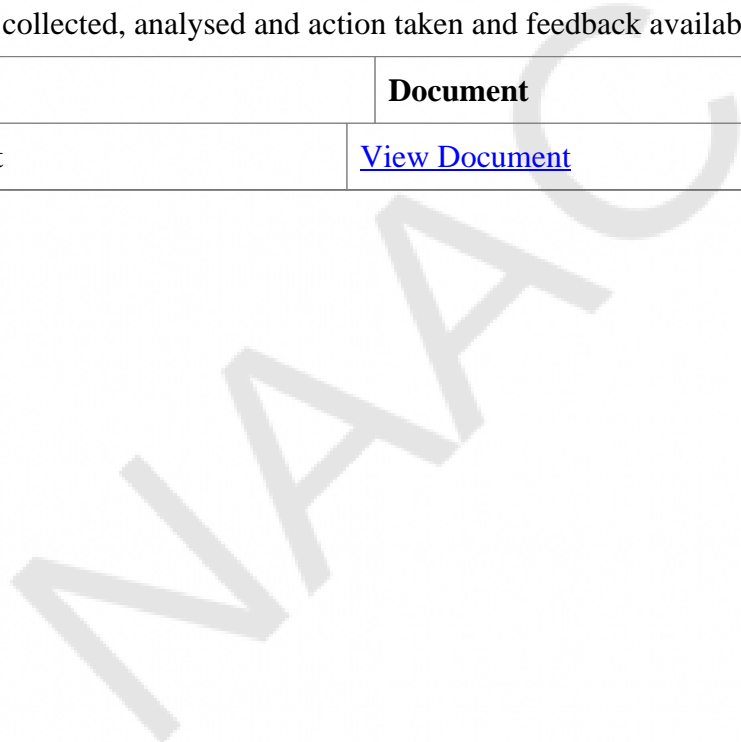 collected, analysed and action taken and feedback availab
Document
View Document
NAAC